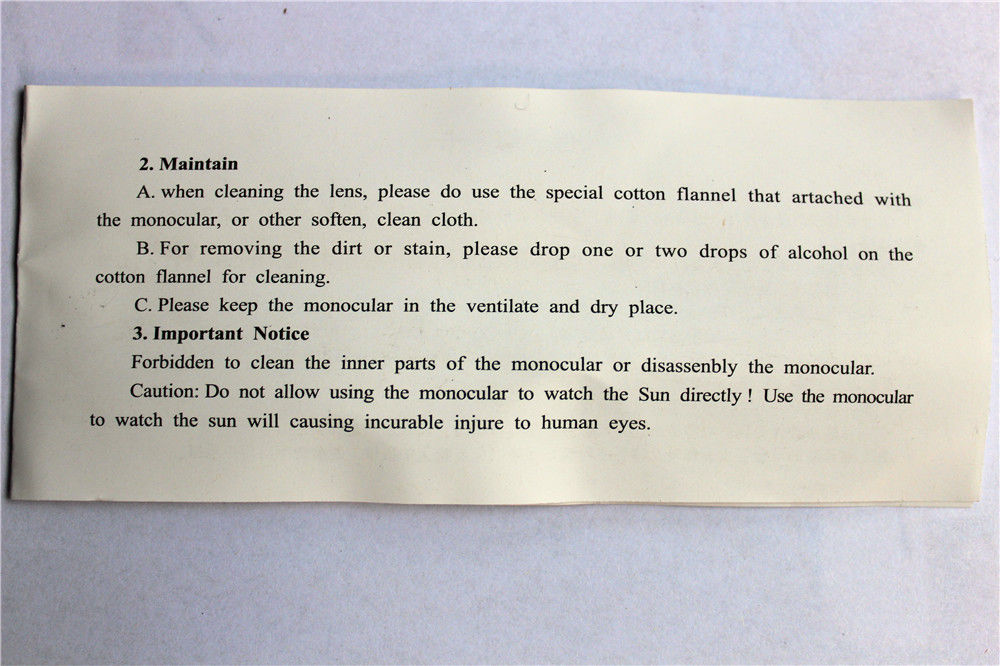 2. Maintain
A. when cleaning the lens, please do use the special cotton flannel that artached with
the monocular, or other soften, clean cloth.
B. For removing the dirt or stain, please drop one or two drops of alcohol on the
cotton flannel for cleaning.
C. Please keep the monocular in the ventilate and dry place.
3. Important Notice
Forbidden to clean the inner parts of the monocular or disassenbly the monocular.
Caution: Do not allow using the monocular to watch the Sun directly ! Use the monocular
to watch the sun will causing incurable injure to human eyes.